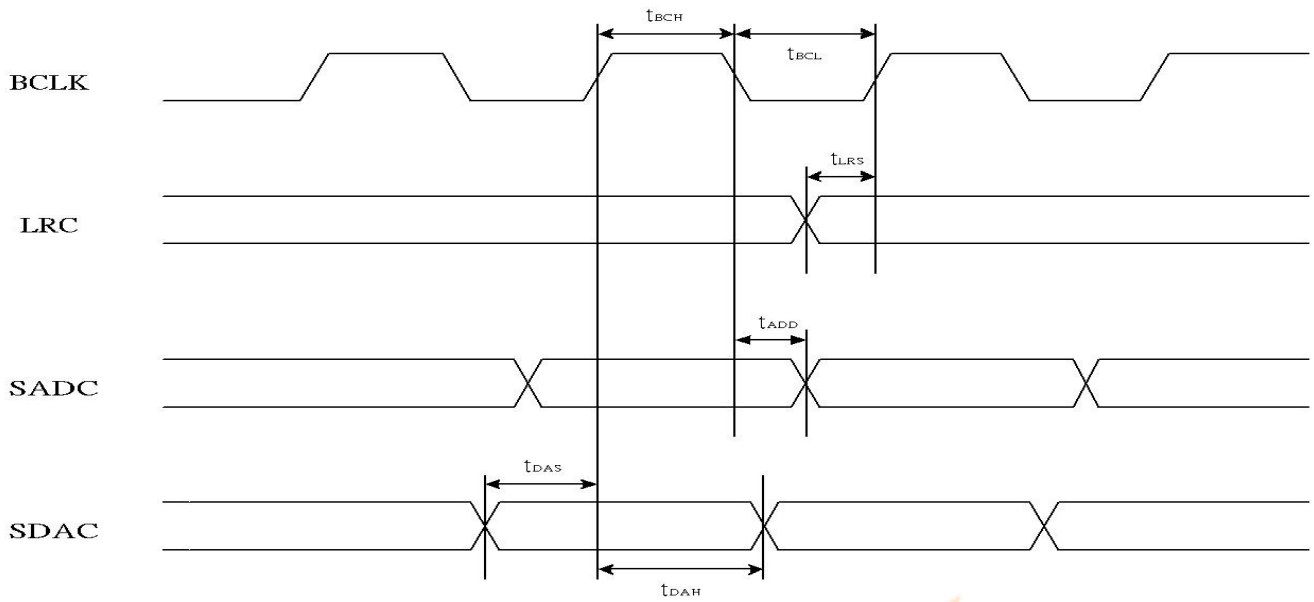 tBCH
tBCL
BCLK
tLRS
LRC
tADD
SADC
tDAS
SDAC
tDAH